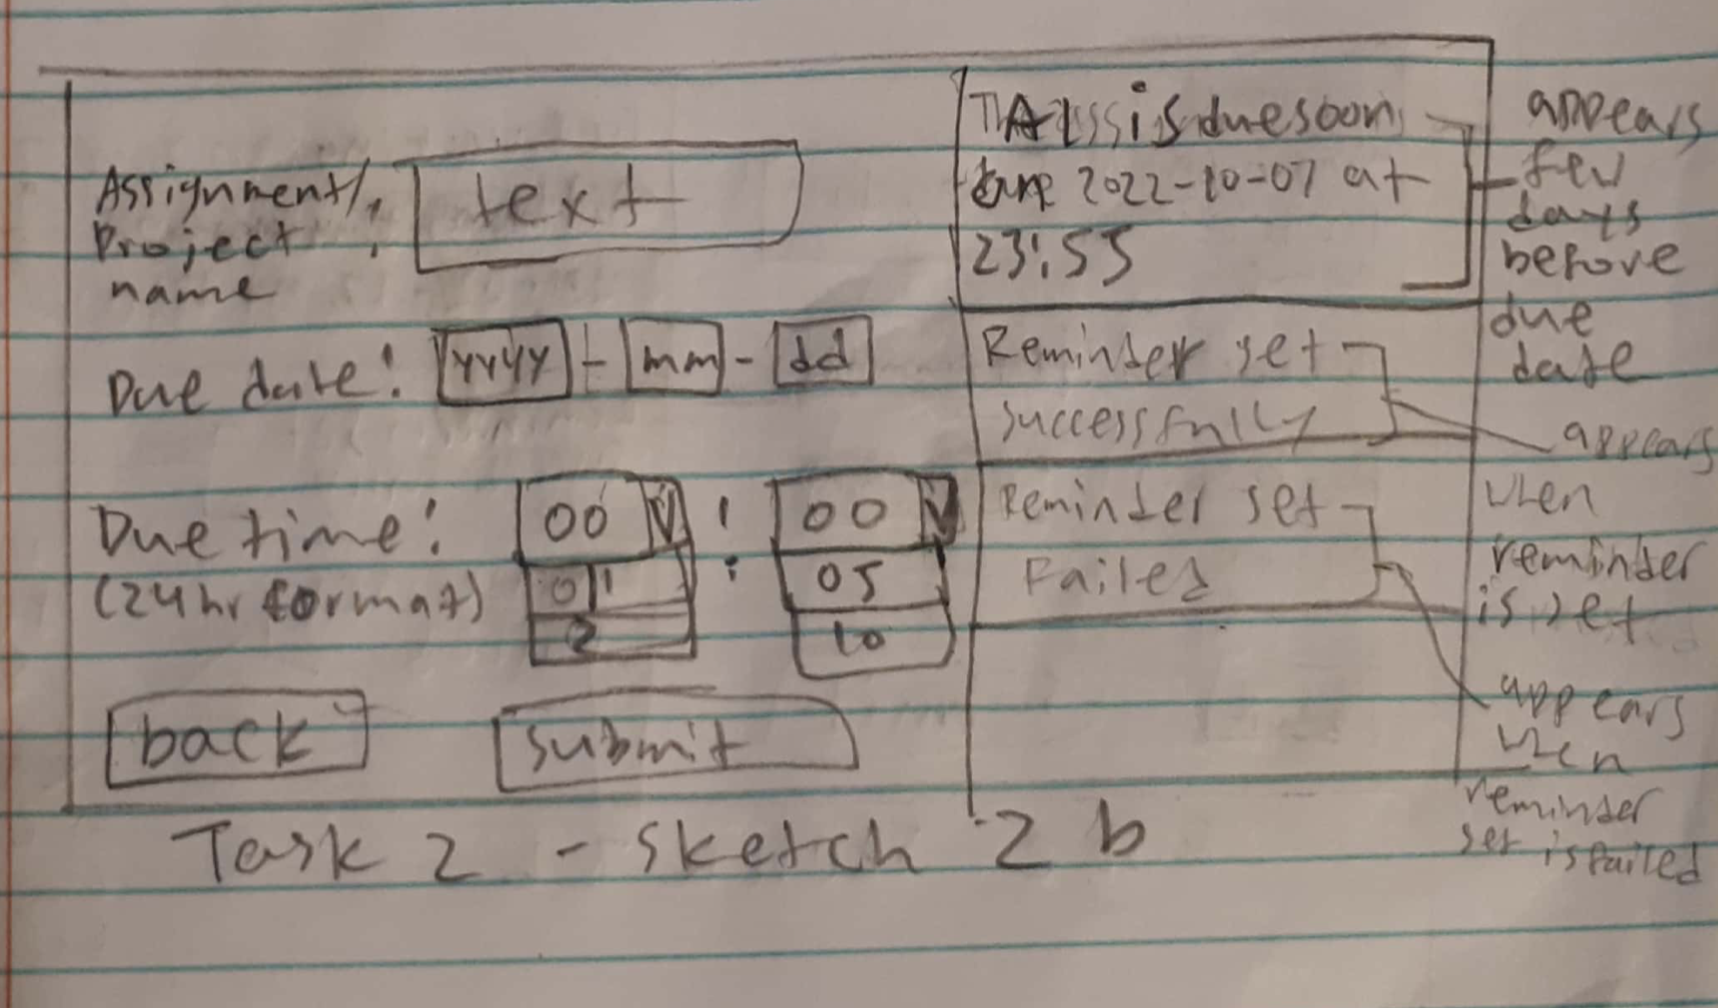 Assignment/
Project :
name
text
Due date: yyyy - mm - dd
Due time:
(24hr format)
00 V : 00 V
01 05
2 10
back submit
A1 is due soon
2022-10-07 at
23:55
Reminder set
successfully
Reminder set
Failed
appears
few
days
before
due
date
appears
when
reminder
is set
appears
when
reminder
set is failed
Task 2 - Sketch 2 b